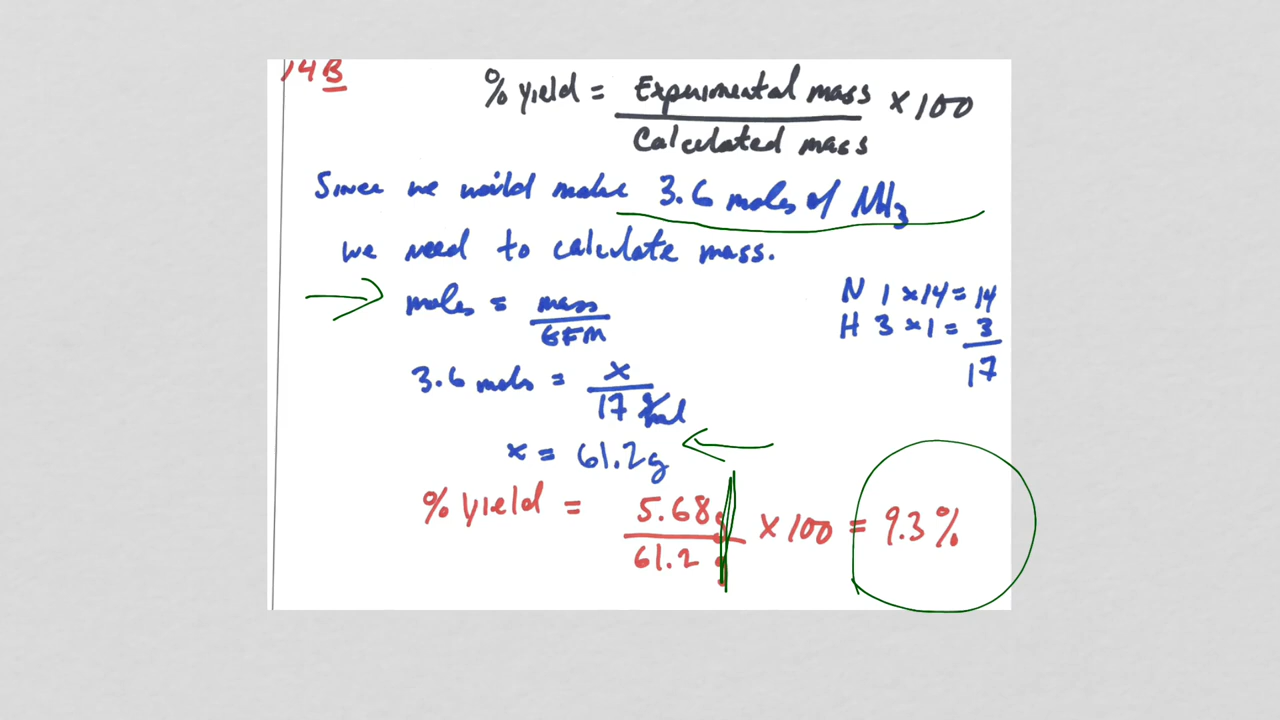 14B
% yield = Experimental mass / Calculated mass × 100
Since we would make 3.6 moles of NH3
we need to calculate mass.
moles = mass / GFM
N 1 × 14 = 14
H 3 × 1 = 3
17
3.6 mols = x / 17 g/mol
x = 61.2g
% yield = 5.68g / 61.2 g × 100 = 9.3%